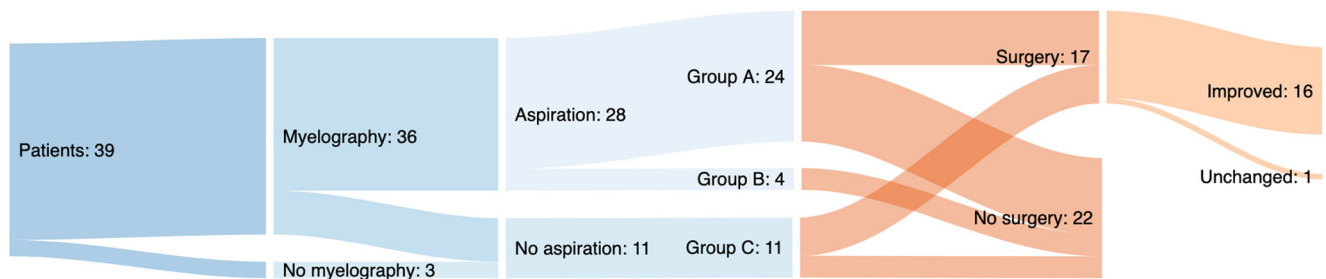 Patients: 39
Myelography: 36
No myelography: 3
Aspiration: 28
No aspiration: 11
Group A: 24
Group B: 4
Group C: 11
Surgery: 17
No surgery: 22
Improved: 16
Unchanged: 1